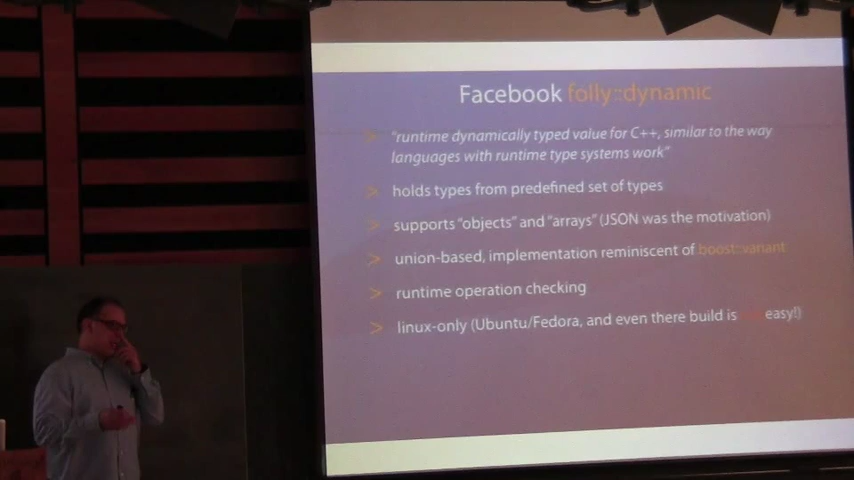 Facebook folly::dynamic
> "runtime dynamically typed value for C++, similar to the way
languages with runtime type systems work"
> holds types from predefined set of types
> supports "objects" and "arrays" (JSON was the motivation)
> union-based, implementation reminiscent of boost::variant
> runtime operation checking
> linux-only (Ubuntu/Fedora, and even there build is easy!)